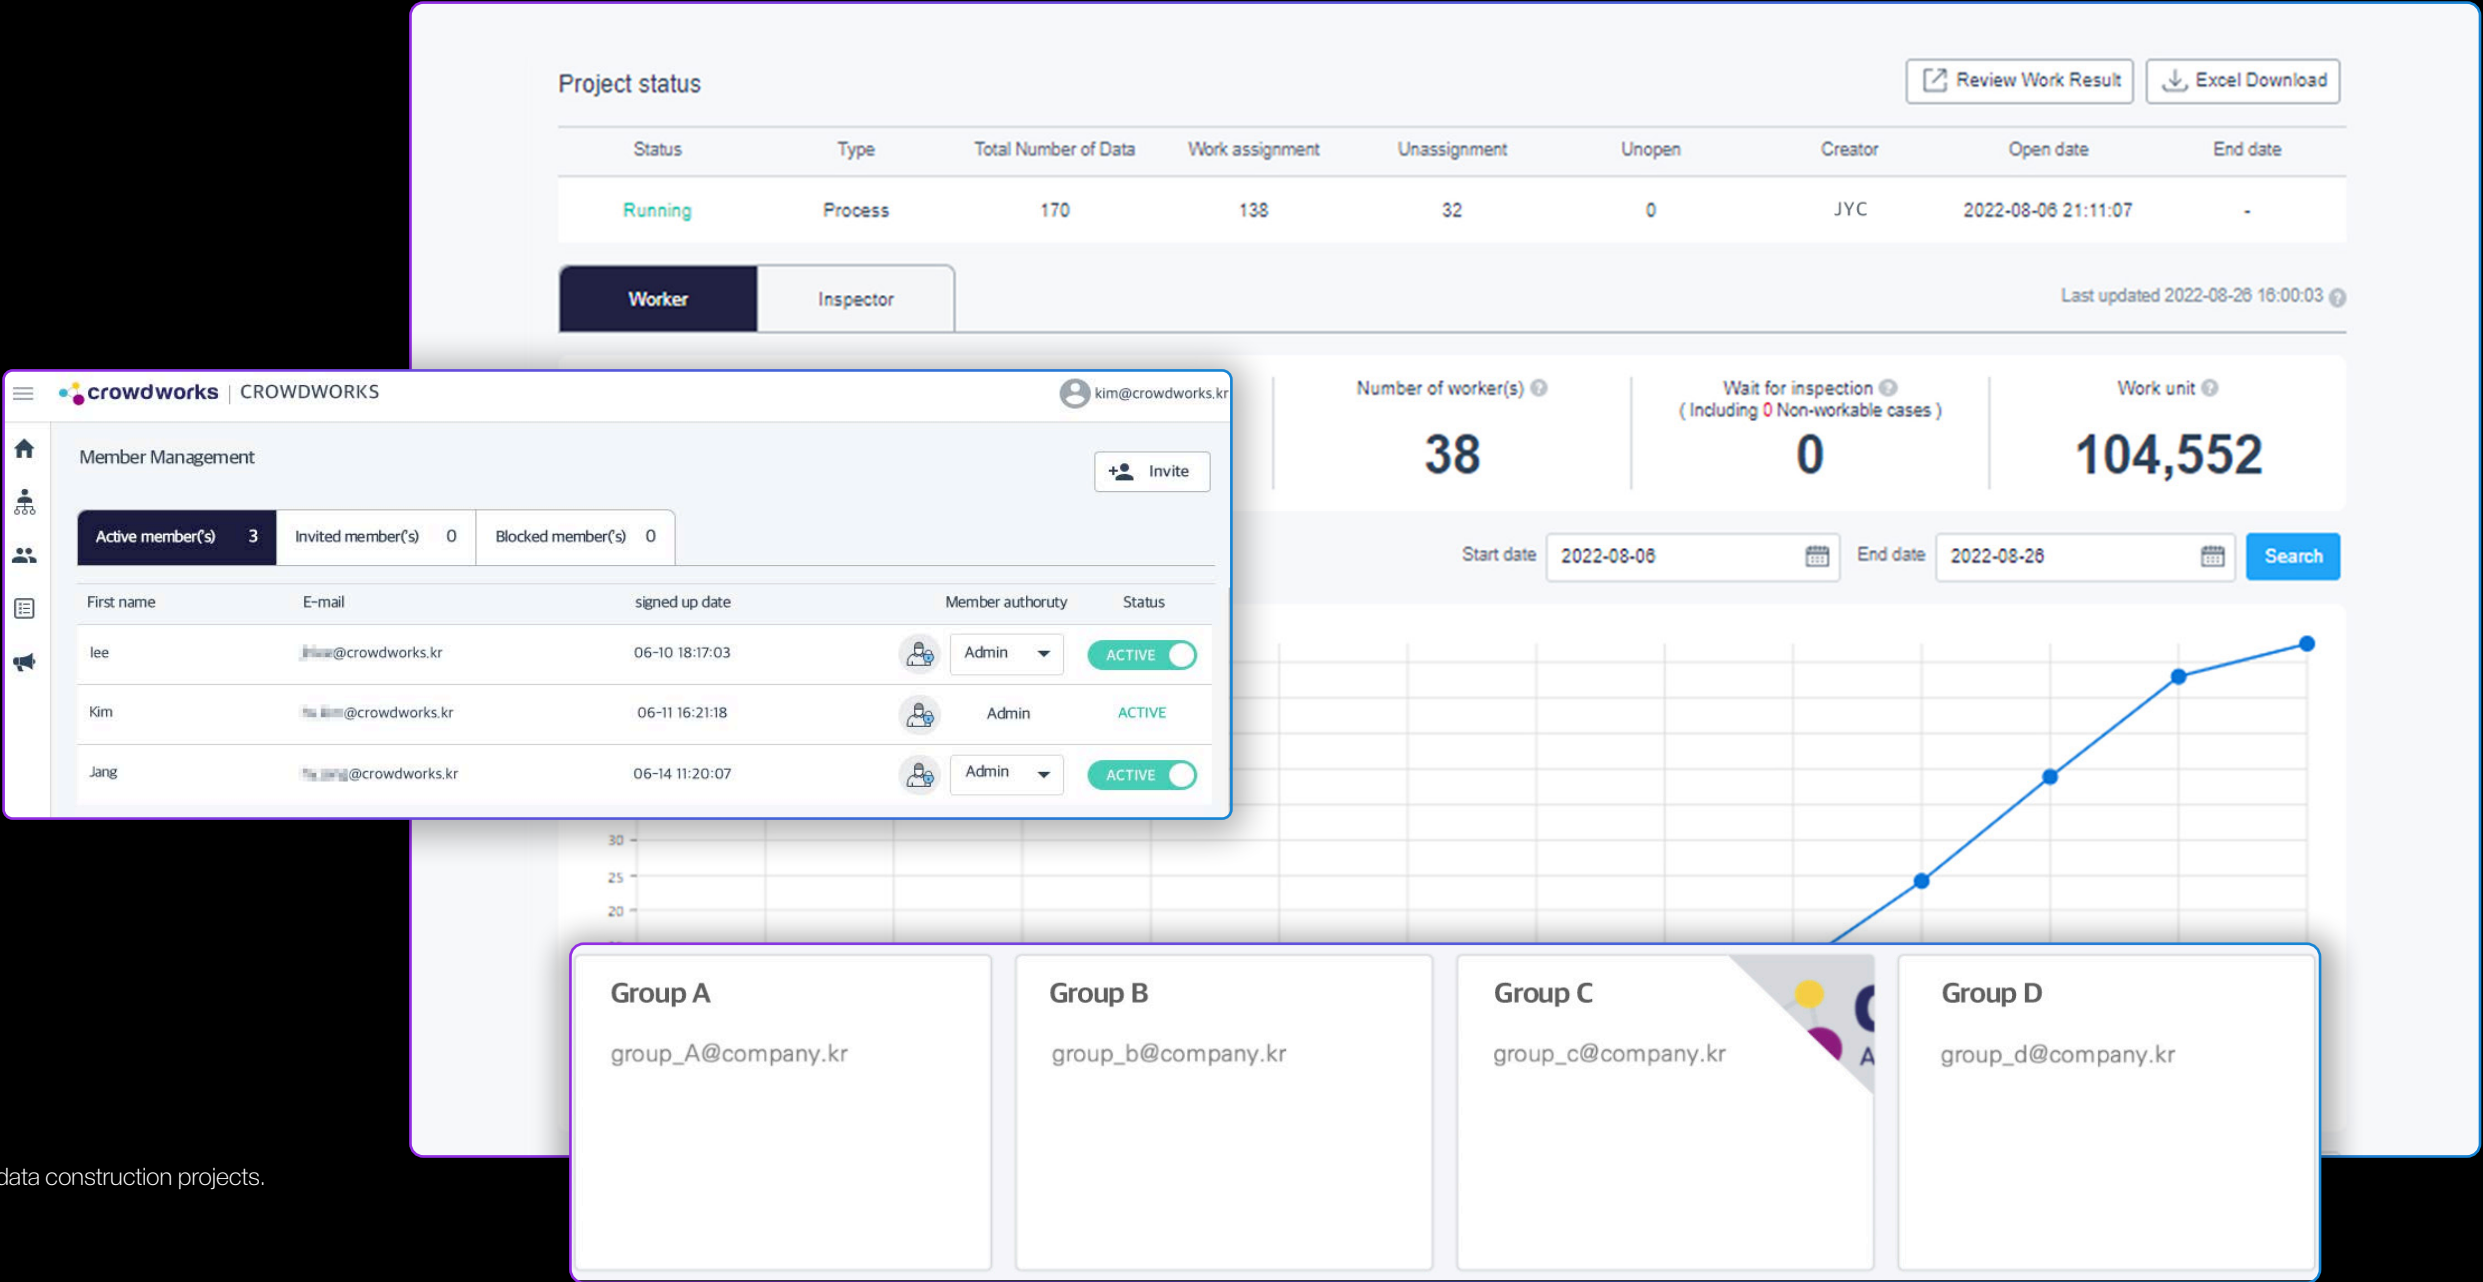 Project status
Review Work Result
Excel Download
Status Type Total Number of Data Work assignment Unassignment Unopen Creator Open date End date
Running Process 170 138 32 0 JYC 2022-08-06 21:11:07 -
Worker Inspector
Last updated 2022-08-26 16:00:03
Number of worker(s)
38
Wait for inspection
( Including 0 Non-workable cases )
0
Work unit
104,552
Start date 2022-08-06 End date 2022-08-26 Search
30
25
20
crowdworks | CROWDWORKS
kim@crowdworks.kr
Member Management
Invite
Active member('s) 3 Invited member('s) 0 Blocked member('s) 0
First name E-mail signed up date Member authoruty Status
lee @crowdworks.kr 06-10 18:17:03 Admin ACTIVE
Kim @crowdworks.kr 06-11 16:21:18 Admin ACTIVE
Jang @crowdworks.kr 06-14 11:20:07 Admin ACTIVE
Group A
group_A@company.kr
Group B
group_b@company.kr
Group C
group_c@company.kr
Group D
group_d@company.kr
data construction projects.